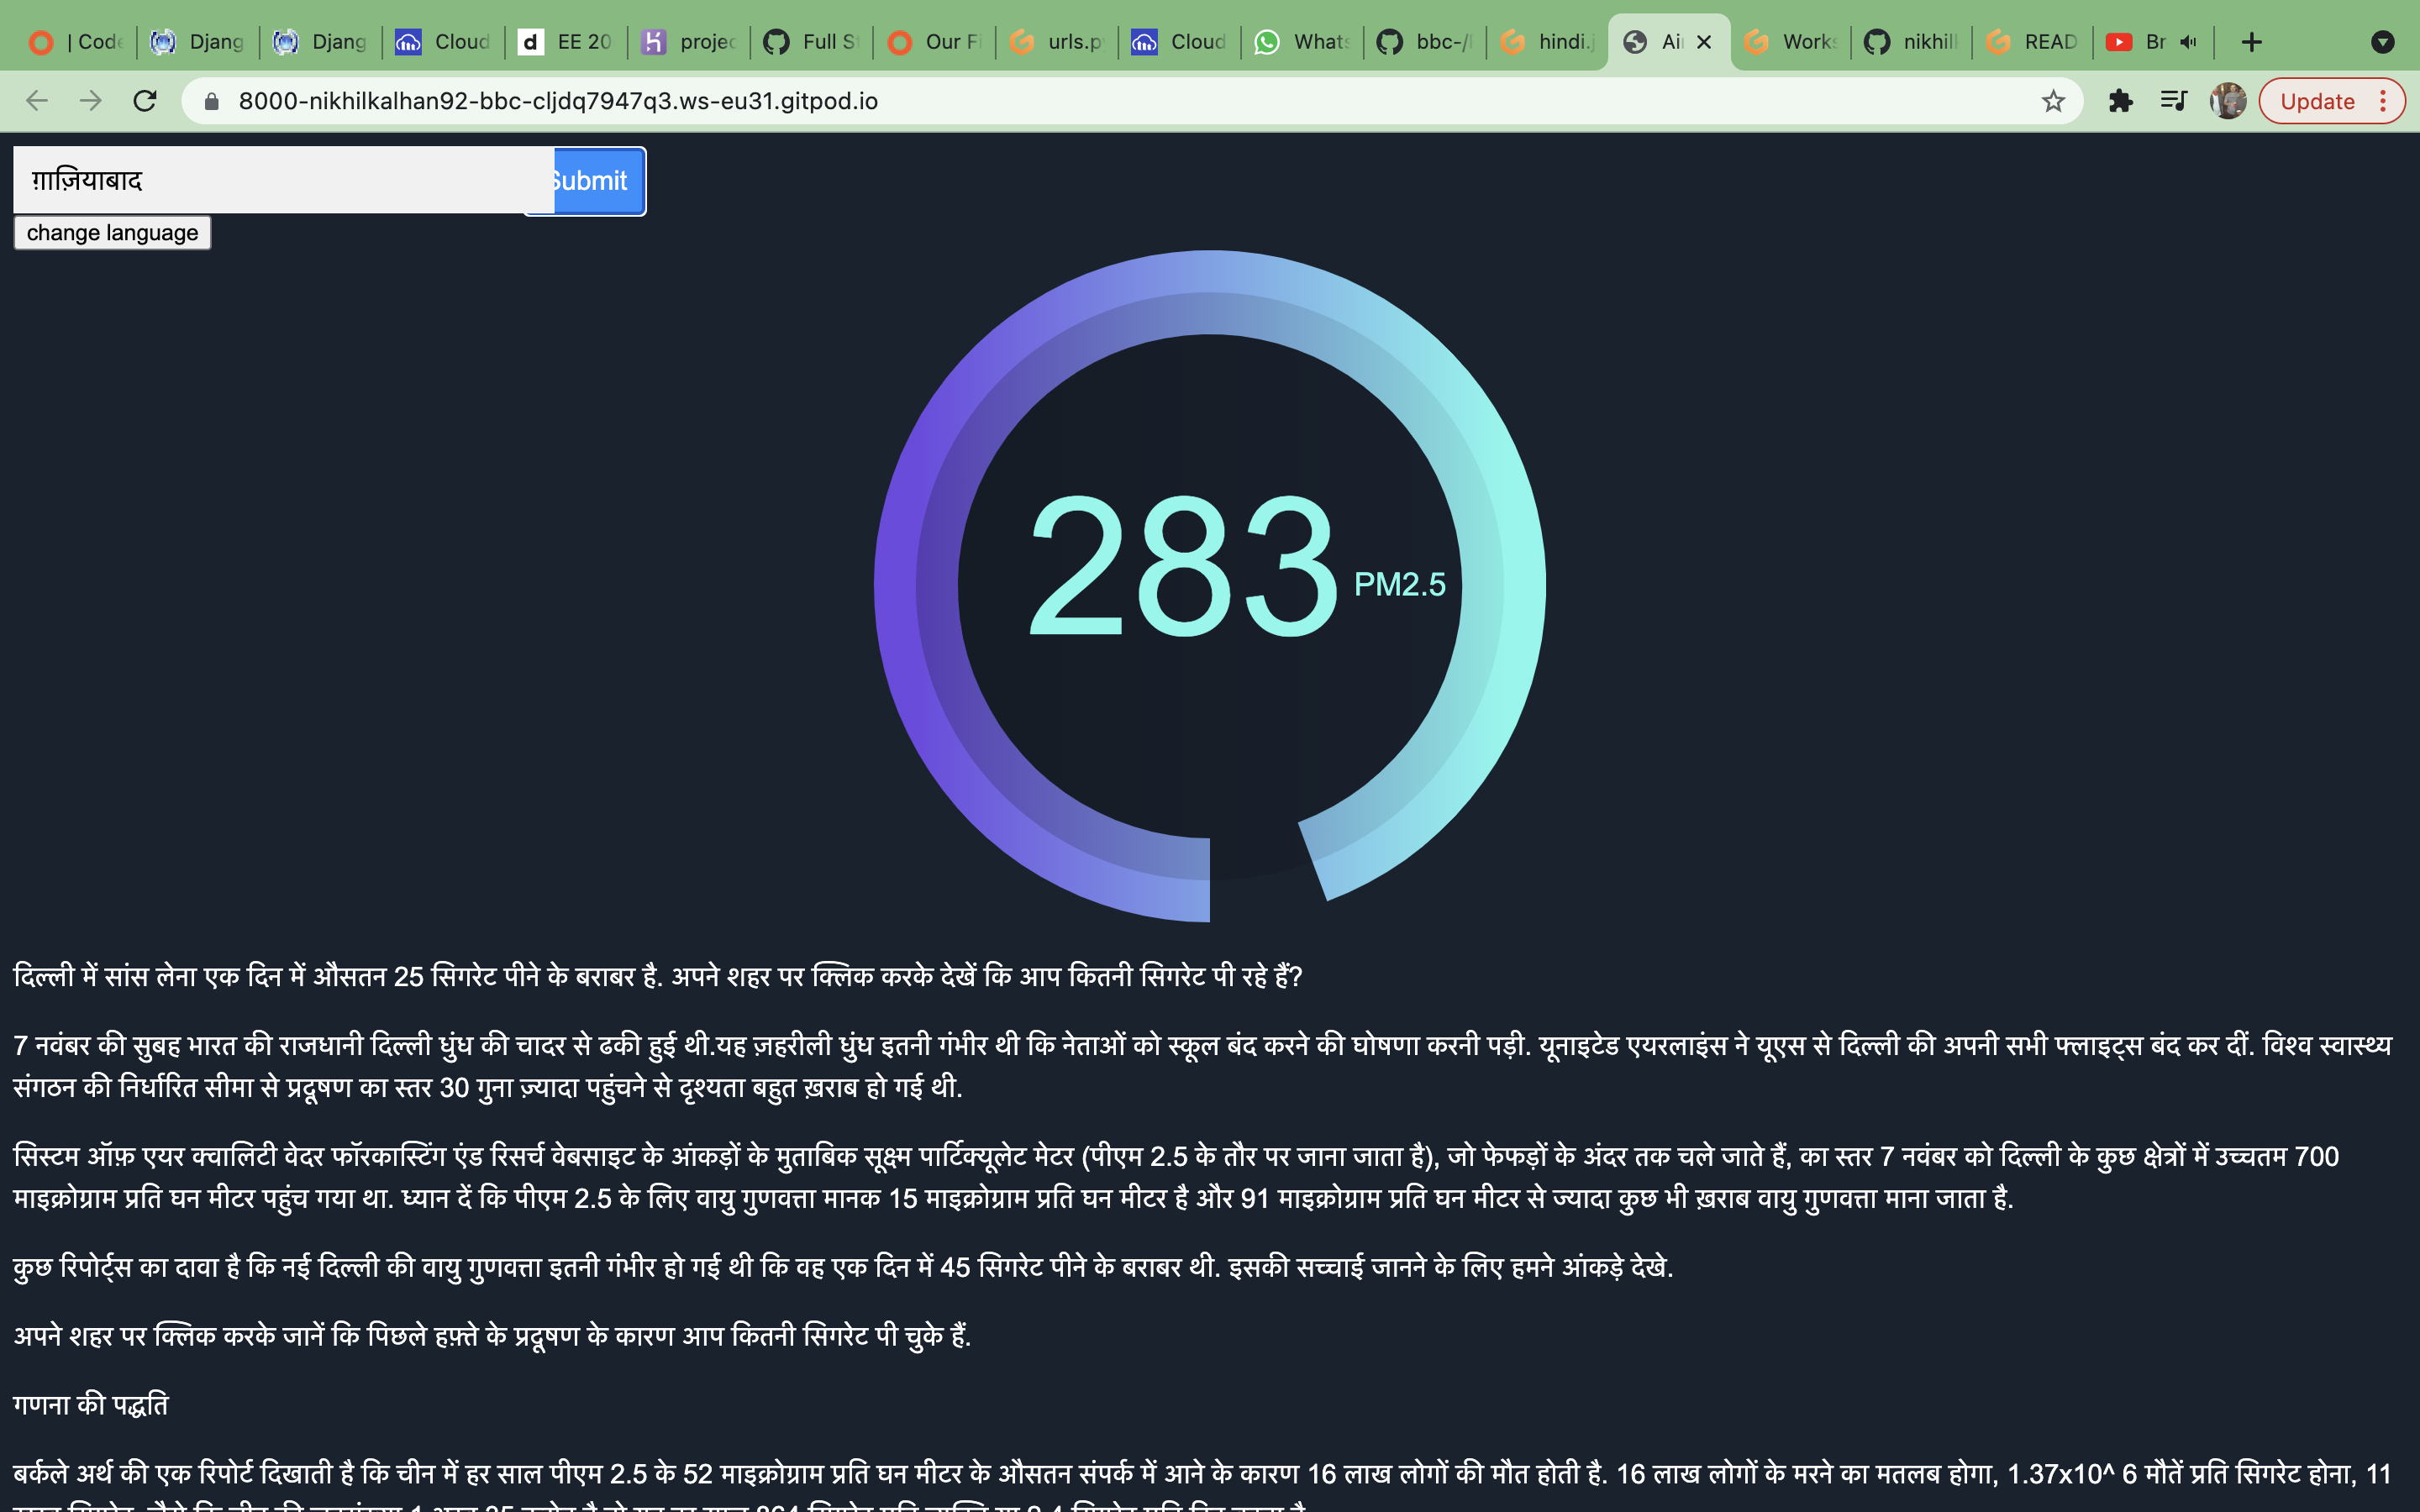 | Code
Djang
Djang
Cloud
EE 20
projec
Full S
Our Fi
urls.p
Cloud
Whats
bbc-/
hindi.j
Ai
Works
nikhill
READ
Br
8000-nikhilkalhan92-bbc-cljdq7947q3.ws-eu31.gitpod.io
Update
ग़ाज़ियाबाद
Submit
change language
283 PM2.5
दिल्ली में सांस लेना एक दिन में औसतन 25 सिगरेट पीने के बराबर है. अपने शहर पर क्लिक करके देखें कि आप कितनी सिगरेट पी रहे हैं?
7 नवंबर की सुबह भारत की राजधानी दिल्ली धुंध की चादर से ढकी हुई थी.यह ज़हरीली धुंध इतनी गंभीर थी कि नेताओं को स्कूल बंद करने की घोषणा करनी पड़ी. यूनाइटेड एयरलाइंस ने यूएस से दिल्ली की अपनी सभी फ्लाइट्स बंद कर दीं. विश्व स्वास्थ्य
संगठन की निर्धारित सीमा से प्रदूषण का स्तर 30 गुना ज़्यादा पहुंचने से दृश्यता बहुत ख़राब हो गई थी.
सिस्टम ऑफ़ एयर क्वालिटी वेदर फॉरकास्टिंग एंड रिसर्च वेबसाइट के आंकड़ों के मुताबिक सूक्ष्म पार्टिक्यूलेट मेटर (पीएम 2.5 के तौर पर जाना जाता है), जो फेफड़ों के अंदर तक चले जाते हैं, का स्तर 7 नवंबर को दिल्ली के कुछ क्षेत्रों में उच्चतम 700
माइक्रोग्राम प्रति घन मीटर पहुंच गया था. ध्यान दें कि पीएम 2.5 के लिए वायु गुणवत्ता मानक 15 माइक्रोग्राम प्रति घन मीटर है और 91 माइक्रोग्राम प्रति घन मीटर से ज्यादा कुछ भी ख़राब वायु गुणवत्ता माना जाता है.
कुछ रिपोर्ट्स का दावा है कि नई दिल्ली की वायु गुणवत्ता इतनी गंभीर हो गई थी कि वह एक दिन में 45 सिगरेट पीने के बराबर थी. इसकी सच्चाई जानने के लिए हमने आंकड़े देखे.
अपने शहर पर क्लिक करके जानें कि पिछले हफ़्ते के प्रदूषण के कारण आप कितनी सिगरेट पी चुके हैं.
गणना की पद्धति
बर्कले अर्थ की एक रिपोर्ट दिखाती है कि चीन में हर साल पीएम 2.5 के 52 माइक्रोग्राम प्रति घन मीटर के औसतन संपर्क में आने के कारण 16 लाख लोगों की मौत होती है. 16 लाख लोगों के मरने का मतलब होगा, 1.37x10^ 6 मौतें प्रति सिगरेट होना, 11